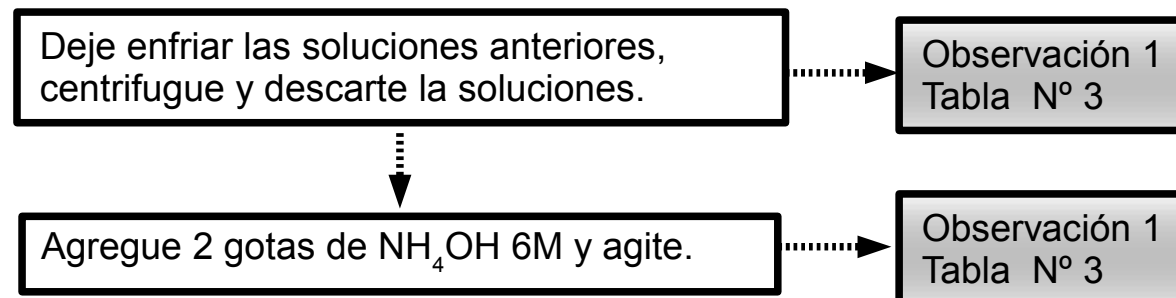 Deje enfriar las soluciones anteriores,
centrifugue y descarte la soluciones.
Observación 1
Tabla Nº 3
Agregue 2 gotas de NH₄OH 6M y agite.
Observación 1
Tabla Nº 3